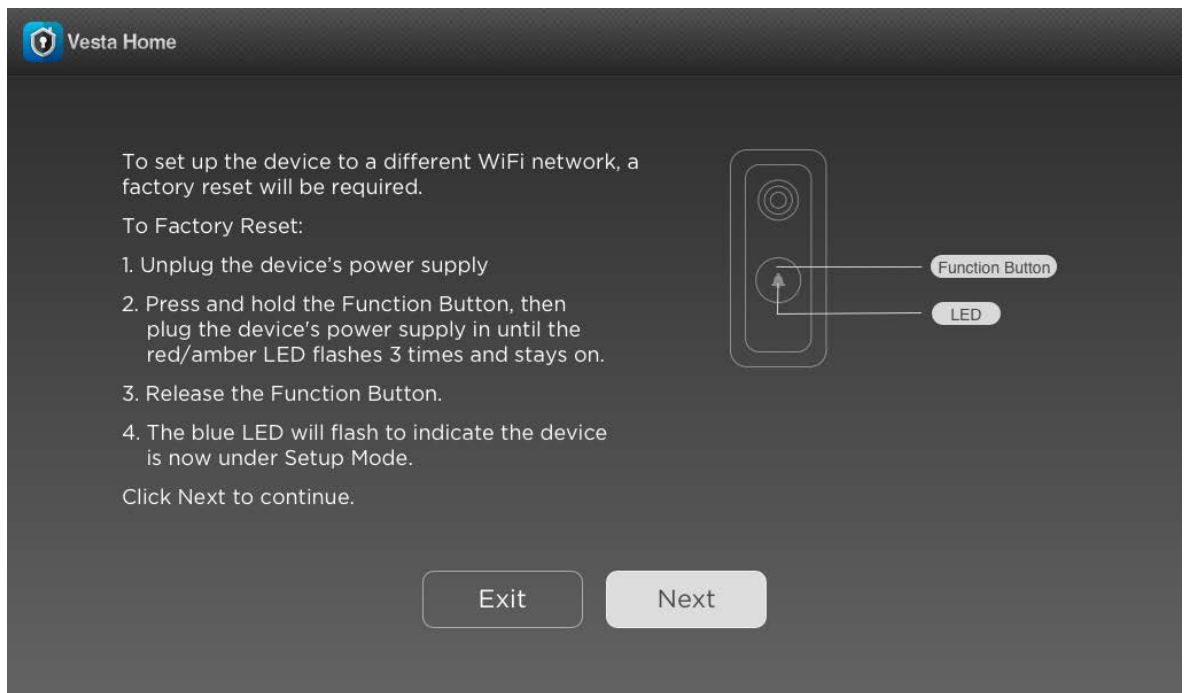 Vesta Home
To set up the device to a different WiFi network, a
factory reset will be required.
To Factory Reset:
1. Unplug the device’s power supply
2. Press and hold the Function Button, then
plug the device's power supply in until the
red/amber LED flashes 3 times and stays on.
3. Release the Function Button.
4. The blue LED will flash to indicate the device
is now under Setup Mode.
Click Next to continue.
Function Button
LED
Exit
Next